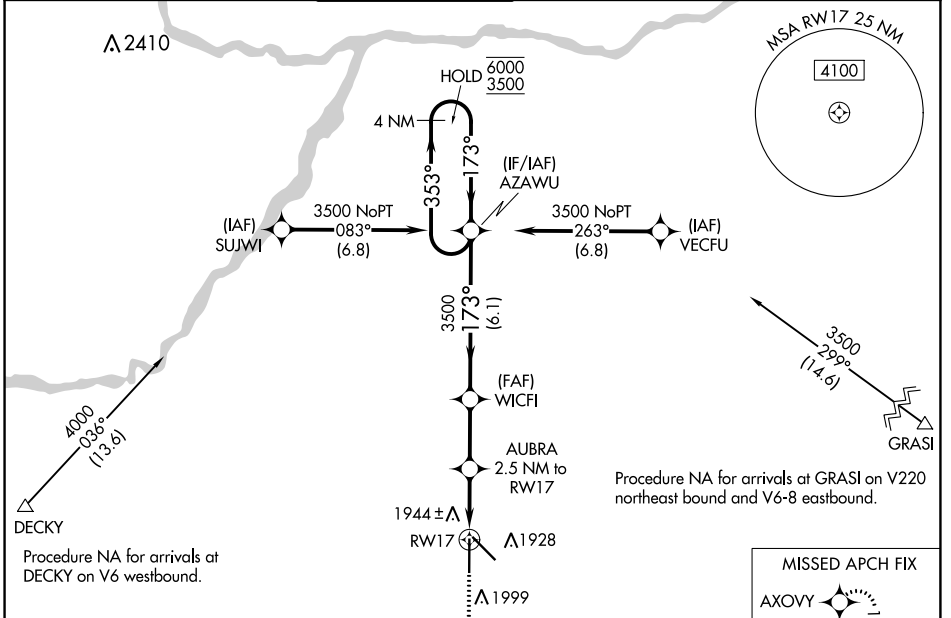 2410
MSA RW17 25 NM
4100
HOLD
6000
3500
4 NM
353°
173°
(IF/IAF)
AZAWU
(IAF)
SUJWI
3500 NoPT
083°
(6.8)
3500 NoPT
263°
(6.8)
(IAF)
VECFU
3500
173°
(6.1)
3500
299°
(14.6)
GRASI
4000
036°
(13.6)
DECKY
(FAF)
WICFI
AUBRA
2.5 NM to
RW17
Procedure NA for arrivals at GRASI on V220
northeast bound and V6-8 eastbound.
1944±
RW17
1928
1999
Procedure NA for arrivals at
DECKY on V6 westbound.
MISSED APCH FIX
AXOVY